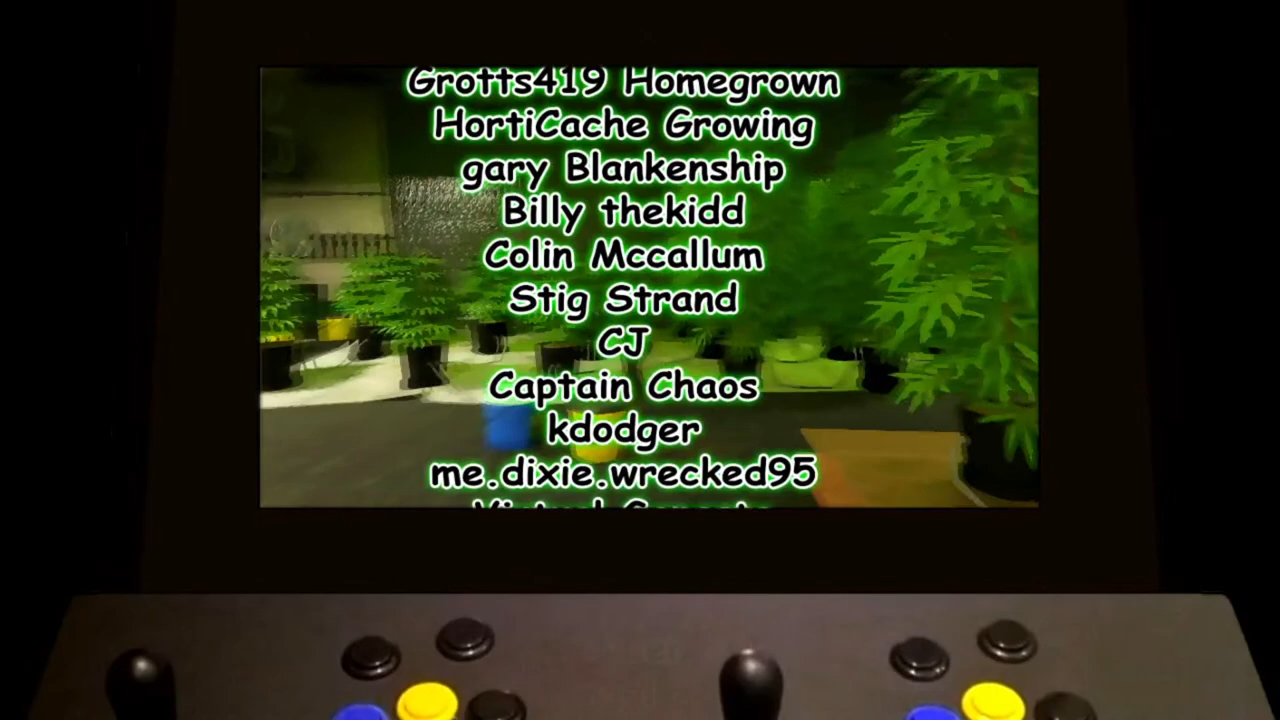 Grotts419 Homegrown
HortiCache Growing
gary Blankenship
Billy thekidd
Colin Mccallum
Stig Strand
CJ
Captain Chaos
kdodger
me.dixie.wrecked95